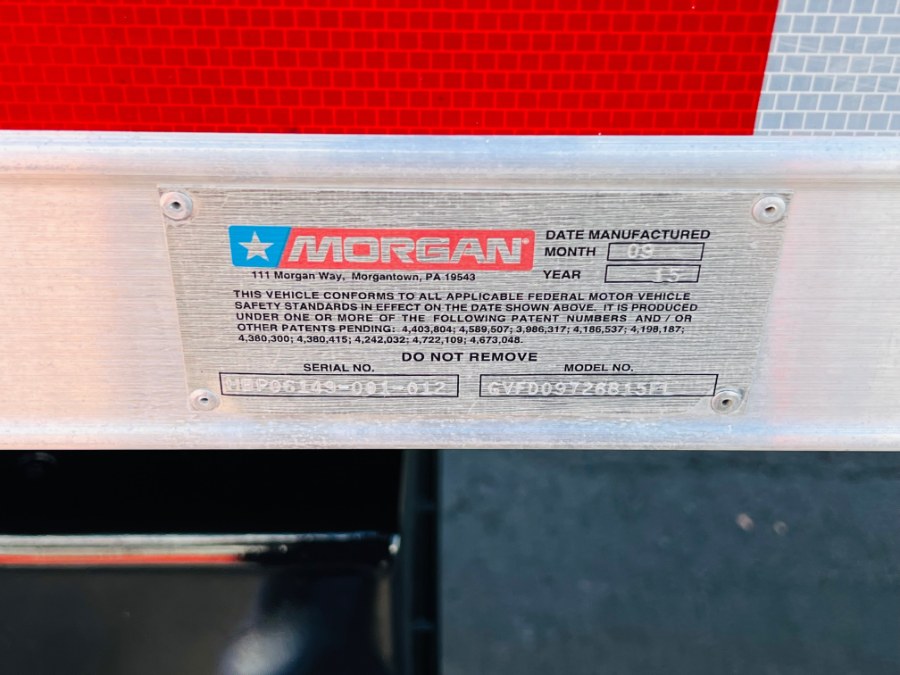 MORGAN
111 Morgan Way, Morgantown, PA 19543
DATE MANUFACTURED
MONTH 09
YEAR 15
THIS VEHICLE CONFORMS TO ALL APPLICABLE FEDERAL MOTOR VEHICLE
SAFETY STANDARDS IN EFFECT ON THE DATE SHOWN ABOVE. IT IS PRODUCED
UNDER ONE OR MORE OF THE FOLLOWING PATENT NUMBERS AND / OR
OTHER PATENTS PENDING: 4,403,804; 4,589,507; 3,986,317; 4,186,537; 4,198,187;
4,380,300; 4,380,415; 4,242,032; 4,722,109; 4,673,048.
DO NOT REMOVE
SERIAL NO. MODEL NO.
GVFD09726815FL